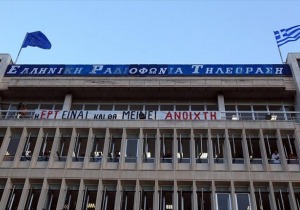 ΕΛΛΗΝΙΚΗ ΡΑΔΙΟΦΩΝΙΑ ΤΗΛΕΟΡΑΣΗ
Η ΕΡΤ ΕΙΝΑΙ ΚΑΙ ΘΑ ΜΕΙΝΕΙ ΑΝΟΙΧΤΗ